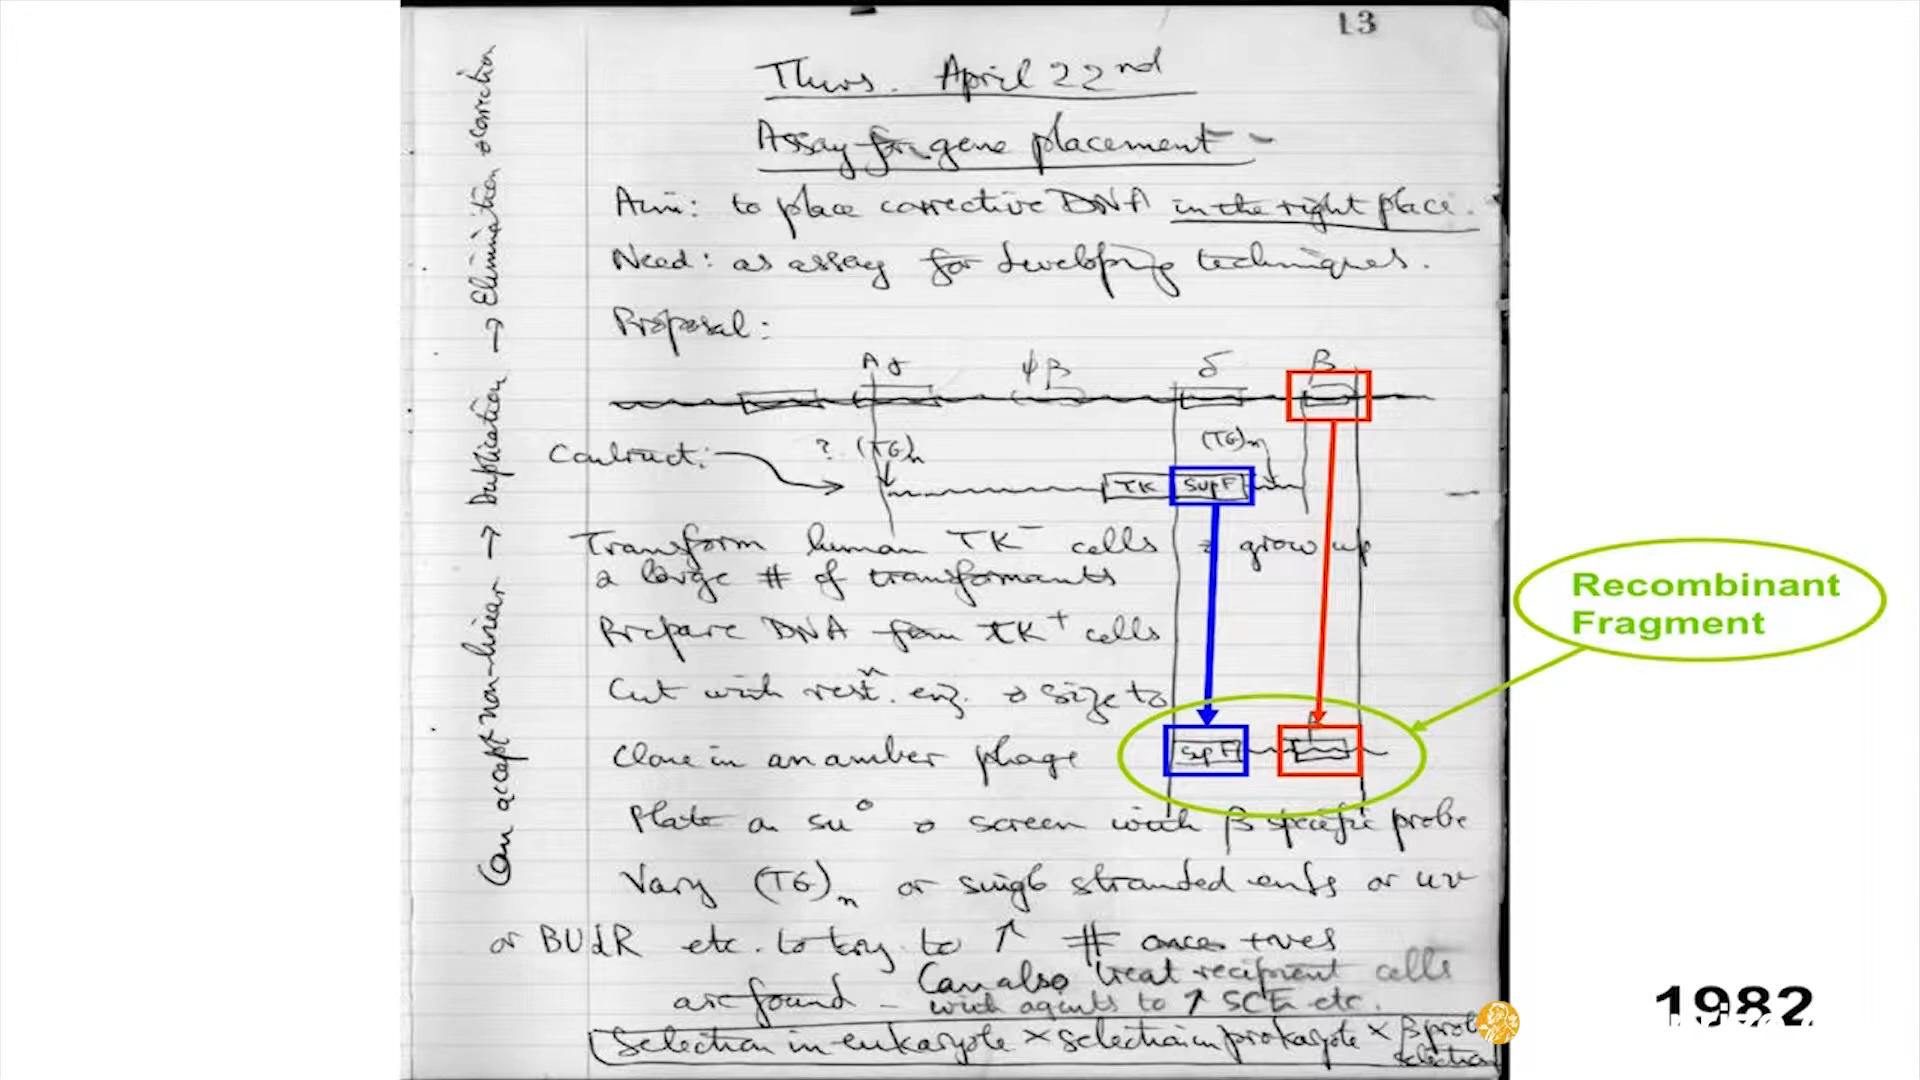 13
Thurs. April 22nd
Assay for gene placement -
Aim: to place corrective DNA in the right place.
Need: as assay for developing techniques.
Proposal:
Aγ ψβ δ β
Contruct: ? (TG)n (TG)n
TK SupF
Transform human TK- cells & grow up
a large # of transformants
Prepare DNA from TK+ cells
Cut with restn. enz. & size to
Clone in an amber phage
SupF β
Plate on su° & screen with β specific probe
Vary (TG)n or single stranded ends or uv
or BUdR etc. to try to ↑ # once +ves
are found - Can also treat recipient cells
with agents to ↑ SCE etc.
Selection in eukaryote x selection in prokaryote x β probe
selection
Can accept non-linear → Duplication → Elimination & correction
Recombinant
Fragment
1982